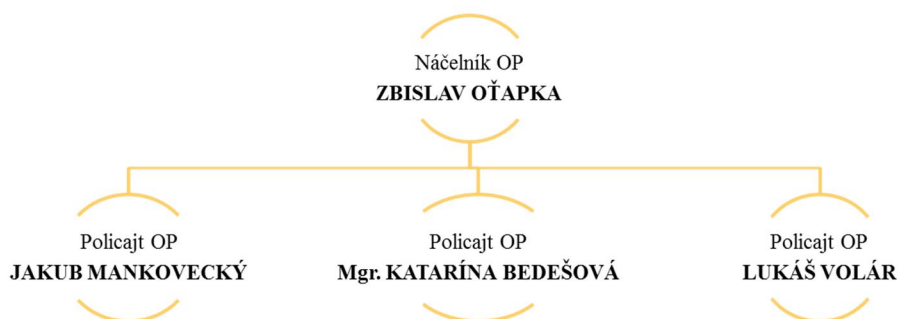 Náčelník OP
ZBISLAV OŤAPKA
Policajt OP
JAKUB MANKOVECKÝ
Policajt OP
Mgr. KATARÍNA BEDEŠOVÁ
Policajt OP
LUKÁŠ VOLÁR